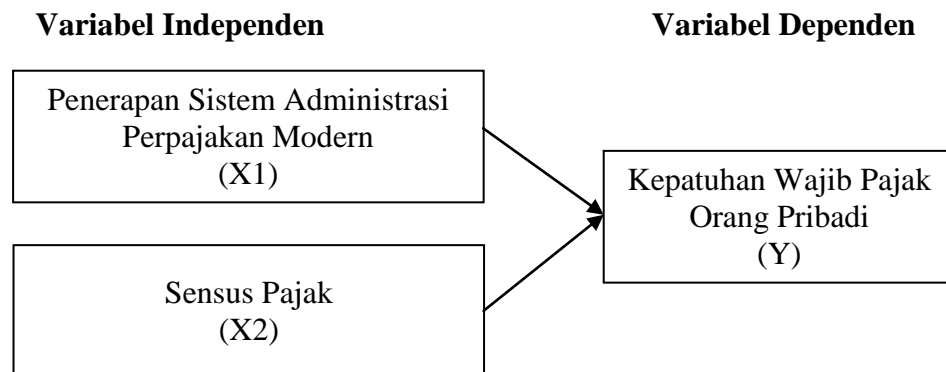 Variabel Independen
Variabel Dependen
Penerapan Sistem Administrasi
Perpajakan Modern
(X1)
Kepatuhan Wajib Pajak
Orang Pribadi
(Y)
Sensus Pajak
(X2)